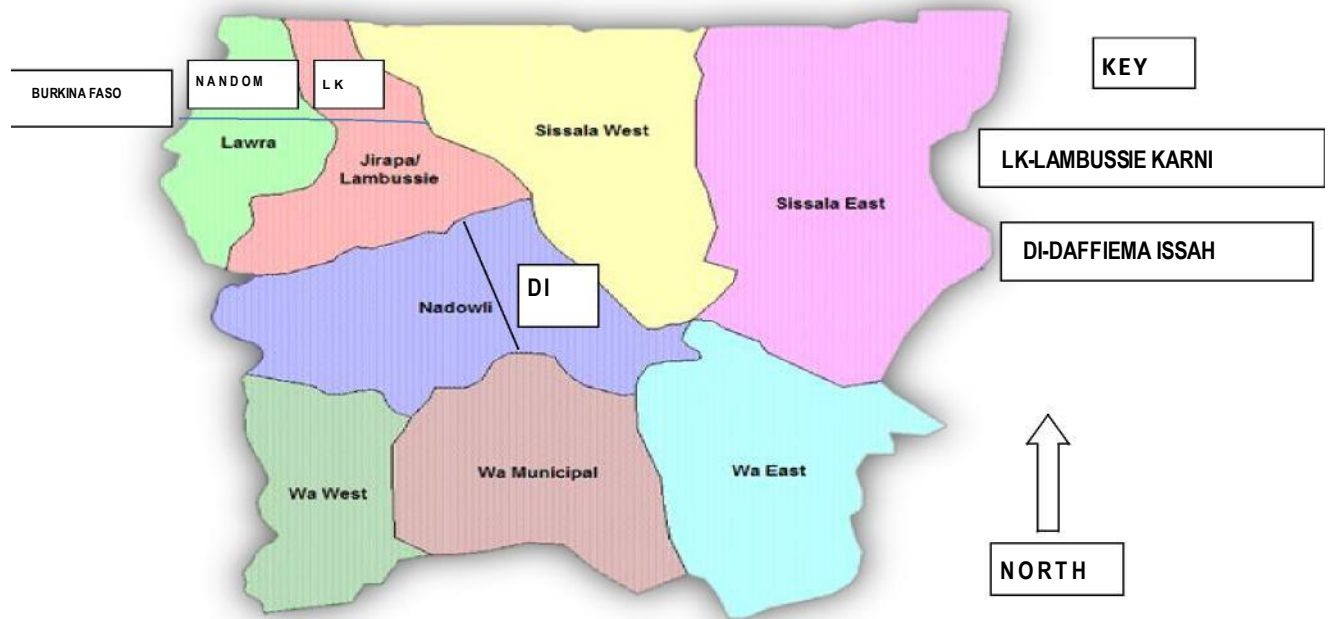 KEY
BURKINA FASO
NANDOM
LK
Sissala West
Lawra
Jirapa/
Lambussie
LK-LAMBUSSIE KARNI
Sissala East
DI-DAFFIEMA ISSAH
DI
Nadowli
Wa West
Wa Municipal
Wa East
NORTH